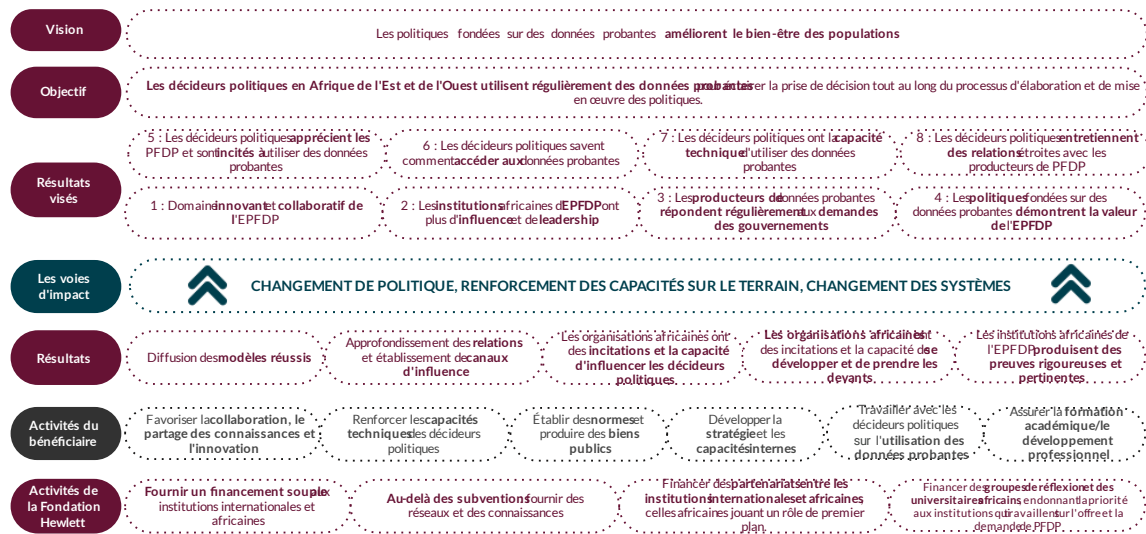 Vision
Les politiques fondées sur des données probantes améliorent le bien-être des populations
Objectif
Les décideurs politiques en Afrique de l'Est et de l'Ouest utilisent régulièrement des données probantes pour éclairer la prise de décision tout au long du processus d'élaboration et de mise
en œuvre des politiques.
Résultats
visés
5 : Les décideurs politiques apprécient les
PFDP et sont incités à utiliser des données
probantes
6 : Les décideurs politiques savent
comment accéder aux données probantes
7 : Les décideurs politiques ont la capacité
technique d'utiliser des données
probantes
8 : Les décideurs politiques entretiennent
des relations étroites avec les
producteurs de PFDP
1 : Domaine innovant et collaboratif de
l'EPFDP
2 : Les institutions africaines d'EPFDP ont
plus d'influence et de leadership
3 : Les producteurs de données probantes
répondent régulièrement aux demandes
des gouvernements
4 : Les politiques fondées sur des
données probantes démontrent la valeur
de l'EPFDP
Les voies
d'impact
CHANGEMENT DE POLITIQUE, RENFORCEMENT DES CAPACITÉS SUR LE TERRAIN, CHANGEMENT DES SYSTÈMES
Résultats
Diffusion des modèles réussis
Approfondissement des relations
et établissement de canaux
d'influence
Les organisations africaines ont
des incitations et la capacité
d'influencer les décideurs
politiques
Les organisations africaines ont
des incitations et la capacité de se
développer et de prendre les
devants
Les institutions africaines de
l'EPFDP produisent des
preuves rigoureuses et
pertinentes
Activités du
bénéficiaire
Favoriser la collaboration, le
partage des connaissances et
l'innovation
Renforcer les capacités
techniques des décideurs
politiques
Établir des normes et
produire des biens
publics
Développer la
stratégie et les
capacités internes
Travailler avec les
décideurs politiques
sur l'utilisation des
données probantes
Assurer la formation
académique/le
développement
professionnel
Activités de
la Fondation
Hewlett
Fournir un financement souple aux
institutions internationales et
africaines
Au-delà des subventions, fournir des
réseaux et des connaissances
Financer des partenariats entre les
institutions internationales et africaines,
celles africaines jouant un rôle de premier
plan.
Financer des groupes de réflexion et des
universitaires africains, en donnant la priorité
aux institutions qui travaillent sur l'offre et la
demande de PFDP